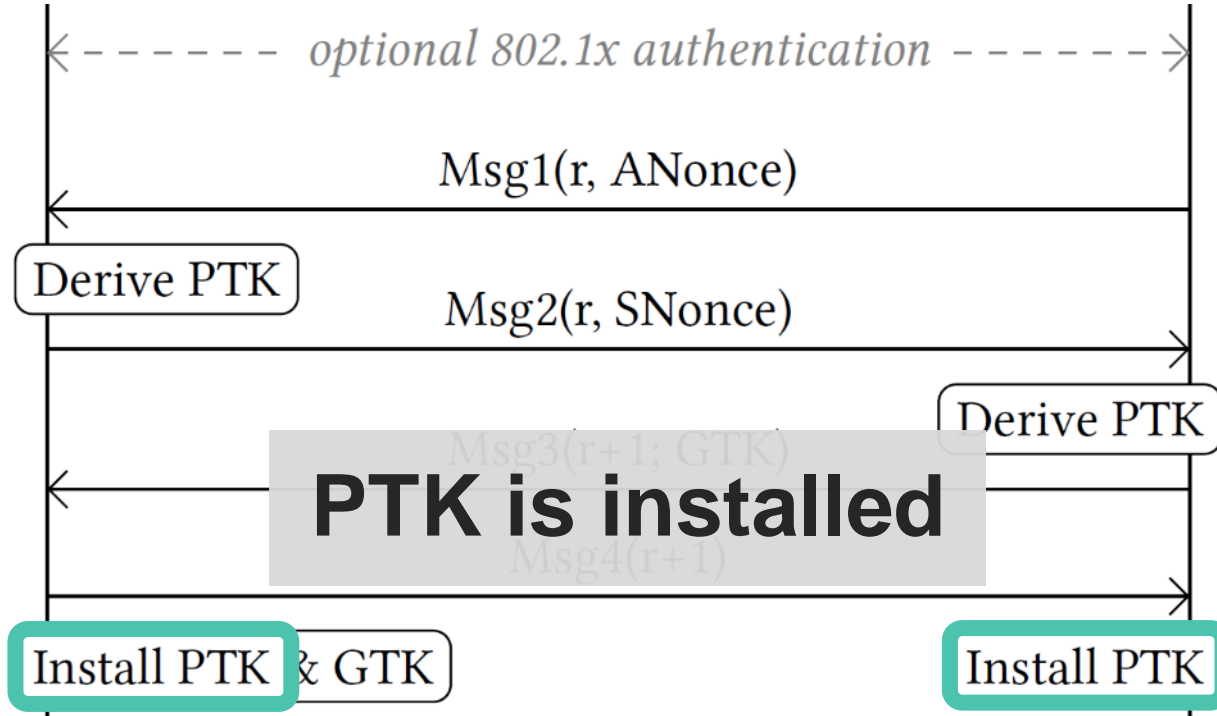 optional 802.1x authentication
Msg1(r, ANonce)
Derive PTK
Msg2(r, SNonce)
Derive PTK
Msg3(r+1; GTK)
PTK is installed
Msg4(r+1)
Install PTK & GTK
Install PTK